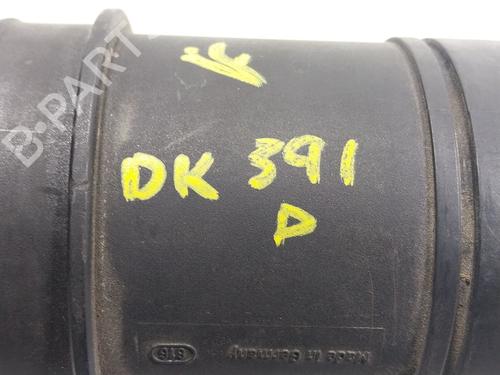 B-PARTS
DK 391
D
Made in Germany